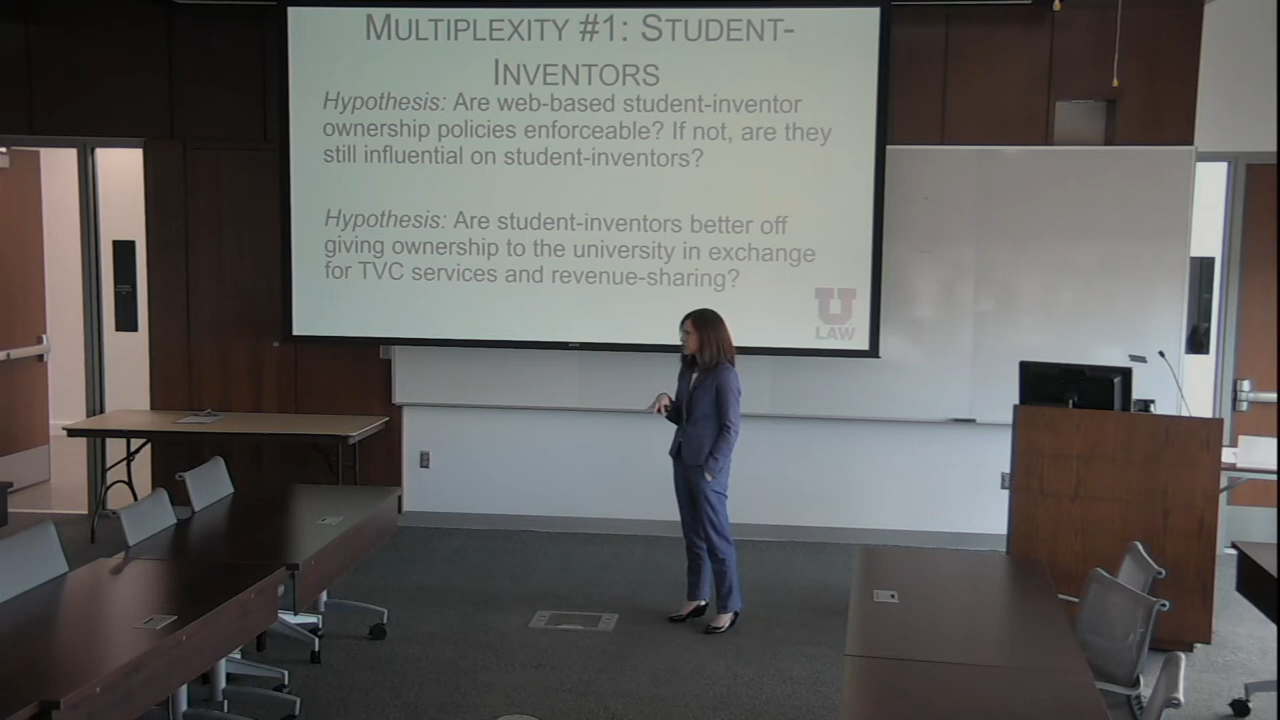 MULTIPLEXITY #1: STUDENT-
INVENTORS
Hypothesis: Are web-based student-inventor
ownership policies enforceable? If not, are they
still influential on student-inventors?
Hypothesis: Are student-inventors better off
giving ownership to the university in exchange
for TVC services and revenue-sharing?
U
LAW